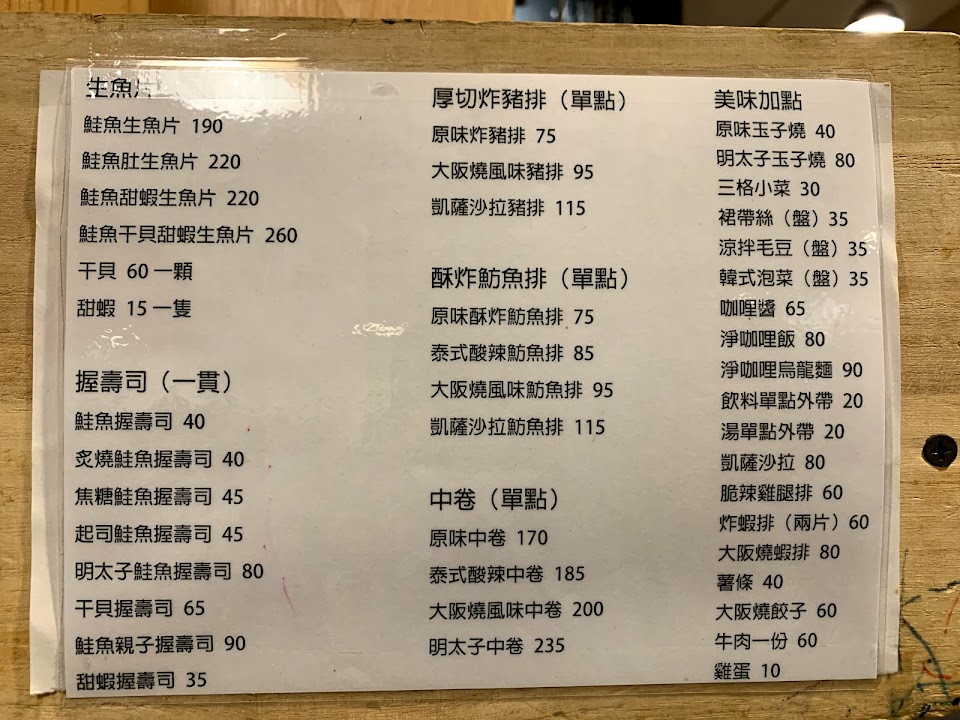 生魚片
鮭魚生魚片 190
鮭魚肚生魚片 220
鮭魚甜蝦生魚片 220
鮭魚干貝甜蝦生魚片 260
干貝 60 一顆
甜蝦 15 一隻
握壽司（一貫）
鮭魚握壽司 40
炙燒鮭魚握壽司 40
焦糖鮭魚握壽司 45
起司鮭魚握壽司 45
明太子鮭魚握壽司 80
干貝握壽司 65
鮭魚親子握壽司 90
甜蝦握壽司 35
厚切炸豬排（單點）
原味炸豬排 75
大阪燒風味豬排 95
凱薩沙拉豬排 115
酥炸魴魚排（單點）
原味酥炸魴魚排 75
泰式酸辣魴魚排 85
大阪燒風味魴魚排 95
凱薩沙拉魴魚排 115
中卷（單點）
原味中卷 170
泰式酸辣中卷 185
大阪燒風味中卷 200
明太子中卷 235
美味加點
原味玉子燒 40
明太子玉子燒 80
三格小菜 30
裙帶絲（盤）35
涼拌毛豆（盤）35
韓式泡菜（盤）35
咖哩醬 65
淨咖哩飯 80
淨咖哩烏龍麵 90
飲料單點外帶 20
湯單點外帶 20
凱薩沙拉 80
脆辣雞腿排 60
炸蝦排（兩片）60
大阪燒蝦排 80
薯條 40
大阪燒餃子 60
牛肉一份 60
雞蛋 10